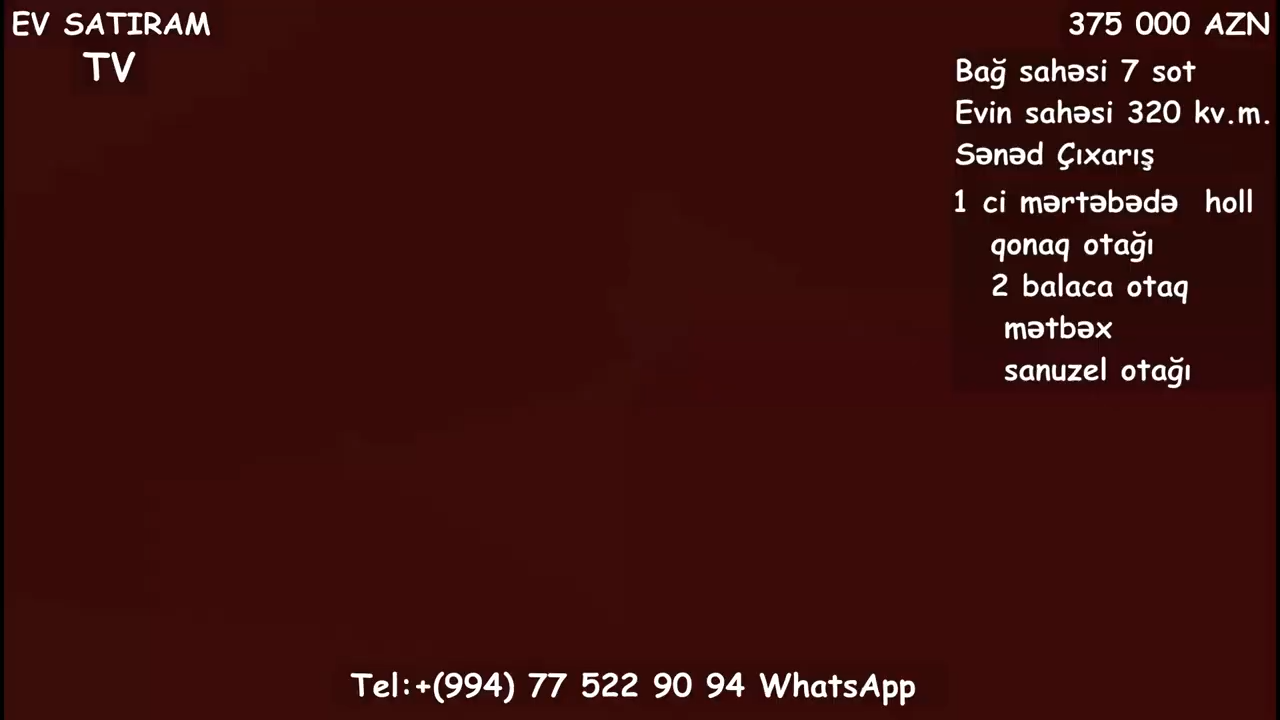 EV SATIRAM
TV
375 000 AZN
Bağ sahəsi 7 sot
Evin sahəsi 320 kv.m.
Sənəd Çıxarış
1 ci mərtəbədə holl
qonaq otağı
2 balaca otaq
mətbəx
sanuzel otağı
Tel:+(994) 77 522 90 94 WhatsApp